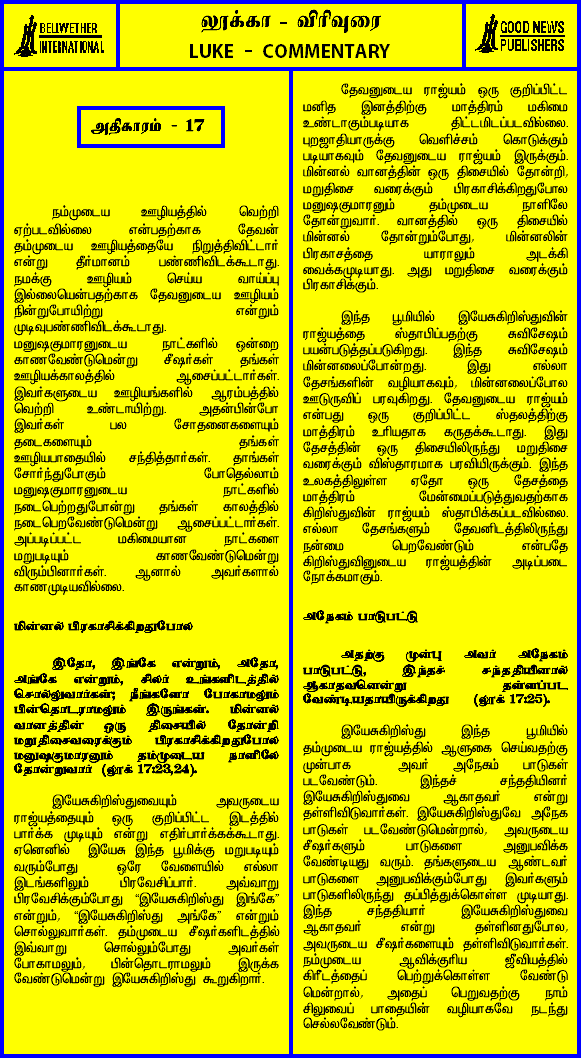 BELWETHER
INTERNATIONAL
லூக்கா - விரிவுரை
LUKE - COMMENTARY
GOOD NEWS
PUBLISHERS
அதிகாரம் - 17
நம்முடைய ஊழியத்தில் வெற்றி
ஏற்படவில்லை என்பதற்காக தேவன்
தம்முடைய ஊழியத்தையே நிறுத்திவிட்டார்
என்று தீர்மானம் பண்ணிவிடக்கூடாது.
நமக்கு ஊழியம் செய்ய வாய்ப்பு
இல்லையென்பதற்காக தேவனுடைய ஊழியம்
நின்றுபோயிற்று என்றும்
முடிவுபண்ணிவிடக்கூடாது.
மனுஷகுமாரனுடைய நாட்களில் ஒன்றை
காணவேண்டுமென்று சீஷர்கள் தங்கள்
ஊழியக்காலத்தில் ஆசைப்பட்டார்கள்.
இவர்களுடைய ஊழியங்களில் ஆரம்பத்தில்
வெற்றி உண்டாயிற்று. அதன்பின்போ
இவர்கள் பல சோதனைகளையும்
தடைகளையும் தங்கள்
ஊழியபாதையில் சந்தித்தார்கள். தாங்கள்
சோர்ந்துபோகும் போதெல்லாம்
மனுஷகுமாரனுடைய நாட்களில்
நடைபெற்றதுபோன்று தங்கள் காலத்தில்
நடைபெறவேண்டுமென்று ஆசைப்பட்டார்கள்.
அப்படிப்பட்ட மகிமையான நாட்களை
மறுபடியும் காணவேண்டுமென்று
விரும்பினார்கள். ஆனால் அவர்களால்
காணமுடியவில்லை.
மின்னல் பிரகாசிக்கிறதுபோல
இதோ, இங்கே என்றும், அதோ,
அங்கே என்றும், சிலர் உங்களிடத்தில்
சொல்லுவார்கள்; நீங்களோ போகாமலும்
பின்தொடராமலும் இருங்கள். மின்னல்
வானத்தின் ஒரு திசையில் தோன்றி
மறுதிசைவரைக்கும் பிரகாசிக்கிறதுபோல
மனுஷகுமாரனும் தம்முடைய நாளிலே
தோன்றுவார் (லூக் 17:23,24).
இயேசுகிறிஸ்துவையும் அவருடைய
ராஜ்யத்தையும் ஒரு குறிப்பிட்ட இடத்தில்
பார்க்க முடியும் என்று எதிர்பார்க்கக்கூடாது.
ஏனெனில் இயேசு இந்த பூமிக்கு மறுபடியும்
வரும்போது ஒரே வேளையில் எல்லா
இடங்களிலும் பிரவேசிப்பார். அவ்வாறு
பிரவேசிக்கும்போது “இயேசுகிறிஸ்து இங்கே”
என்றும், “இயேசுகிறிஸ்து அங்கே” என்றும்
சொல்லுவார்கள். தம்முடைய சீஷர்களிடத்தில்
இவ்வாறு சொல்லும்போது அவர்கள்
போகாமலும், பின்தொடராமலும் இருக்க
வேண்டுமென்று இயேசுகிறிஸ்து கூறுகிறார்.
தேவனுடைய ராஜ்யம் ஒரு குறிப்பிட்ட
மனித இனத்திற்கு மாத்திரம் மகிமை
உண்டாகும்படியாக திட்டமிடப்படவில்லை.
புறஜாதியாருக்கு வெளிச்சம் கொடுக்கும்
படியாகவும் தேவனுடைய ராஜ்யம் இருக்கும்.
மின்னல் வானத்தின் ஒரு திசையில் தோன்றி,
மறுதிசை வரைக்கும் பிரகாசிக்கிறதுபோல
மனுஷகுமாரனும் தம்முடைய நாளிலே
தோன்றுவார். வானத்தில் ஒரு திசையில்
மின்னல் தோன்றும்போது, மின்னலின்
பிரகாசத்தை யாராலும் அடக்கி
வைக்கமுடியாது. அது மறுதிசை வரைக்கும்
பிரகாசிக்கும்.
இந்த பூமியில் இயேசுகிறிஸ்துவின்
ராஜ்யத்தை ஸ்தாபிப்பதற்கு சுவிசேஷம்
பயன்படுத்தப்படுகிறது. இந்த சுவிசேஷம்
மின்னலைப்போன்றது. இது எல்லா
தேசங்களின் வழியாகவும், மின்னலைப்போல
ஊடுருவிப் பரவுகிறது. தேவனுடைய ராஜ்யம்
என்பது ஒரு குறிப்பிட்ட ஸ்தலத்திற்கு
மாத்திரம் உரியதாக கருதக்கூடாது. இது
தேசத்தின் ஒரு திசையிலிருந்து மறுதிசை
வரைக்கும் விஸ்தாரமாக பரவியிருக்கும். இந்த
உலகத்திலுள்ள ஏதோ ஒரு தேசத்தை
மாத்திரம் மேன்மைப்படுத்துவதற்காக
கிறிஸ்துவின் ராஜ்யம் ஸ்தாபிக்கப்படவில்லை.
எல்லா தேசங்களும் தேவனிடத்திலிருந்து
நன்மை பெறவேண்டும் என்பதே
கிறிஸ்துவினுடைய ராஜ்யத்தின் அடிப்படை
நோக்கமாகும்.
அநேகம் பாடுபட்டு
அதற்கு முன்பு அவர் அநேகம்
பாடுபட்டு, இந்தச் சந்ததியினால்
ஆகாதவனென்று தள்ளப்பட
வேண்டியதாயிருக்கிறது (லூக் 17:25).
இயேசுகிறிஸ்து இந்த பூமியில்
தம்முடைய ராஜ்யத்தில் ஆளுகை செய்வதற்கு
முன்பாக அவர் அநேகம் பாடுகள்
படவேண்டும். இந்தச் சந்ததியினர்
இயேசுகிறிஸ்துவை ஆகாதவர் என்று
தள்ளிவிடுவார்கள். இயேசுகிறிஸ்துவே அநேக
பாடுகள் படவேண்டுமென்றால், அவருடைய
சீஷர்களும் பாடுகளை அனுபவிக்க
வேண்டியது வரும். தங்களுடைய ஆண்டவர்
பாடுகளை அனுபவிக்கும்போது இவர்களும்
பாடுகளிலிருந்து தப்பித்துக்கொள்ள முடியாது.
இந்த சந்ததியார் இயேசுகிறிஸ்துவை
ஆகாதவர் என்று தள்ளினதுபோல,
அவருடைய சீஷர்களையும் தள்ளிவிடுவார்கள்.
நம்முடைய ஆவிக்குரிய ஜீவியத்தில்
கிரீடத்தைப் பெற்றுக்கொள்ள வேண்டு
மென்றால், அதைப் பெறுவதற்கு நாம்
சிலுவைப் பாதையின் வழியாகவே நடந்து
செல்லவேண்டும்.